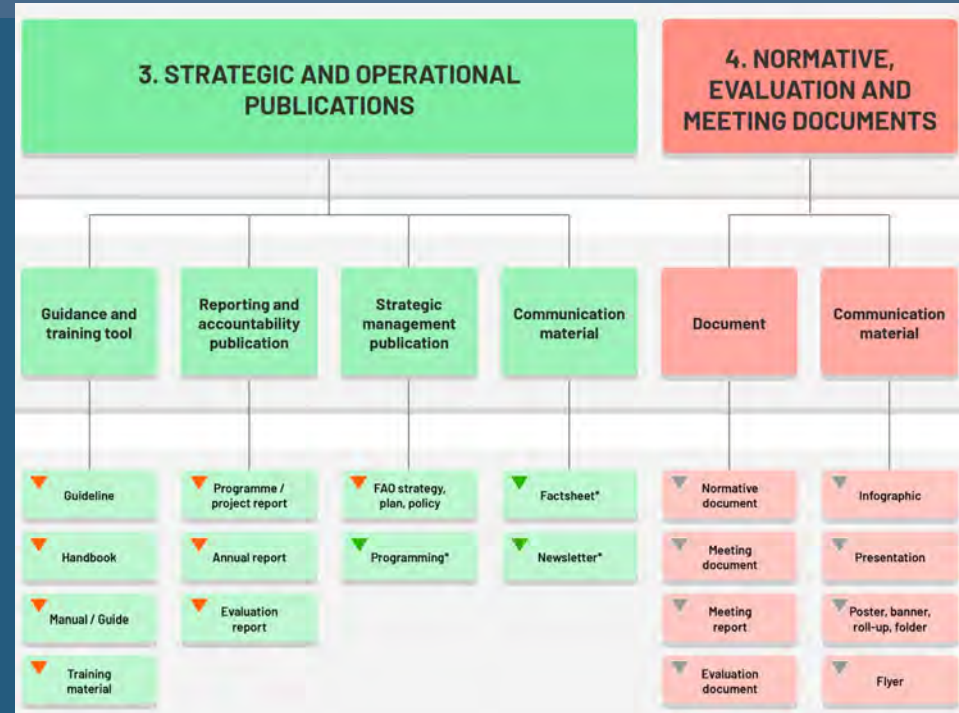 3. STRATEGIC AND OPERATIONAL
PUBLICATIONS
4. NORMATIVE,
EVALUATION AND
MEETING DOCUMENTS
Guidance and
training tool
Reporting and
accountability
publication
Strategic
management
publication
Communication
material
Document
Communication
material
Guideline
Handbook
Manual / Guide
Training
material
Programme /
project report
Annual report
Evaluation
report
FAO strategy,
plan, policy
Programming*
Factsheet*
Newsletter*
Normative
document
Meeting
document
Meeting
report
Evaluation
document
Infographic
Presentation
Poster, banner,
roll-up, folder
Flyer